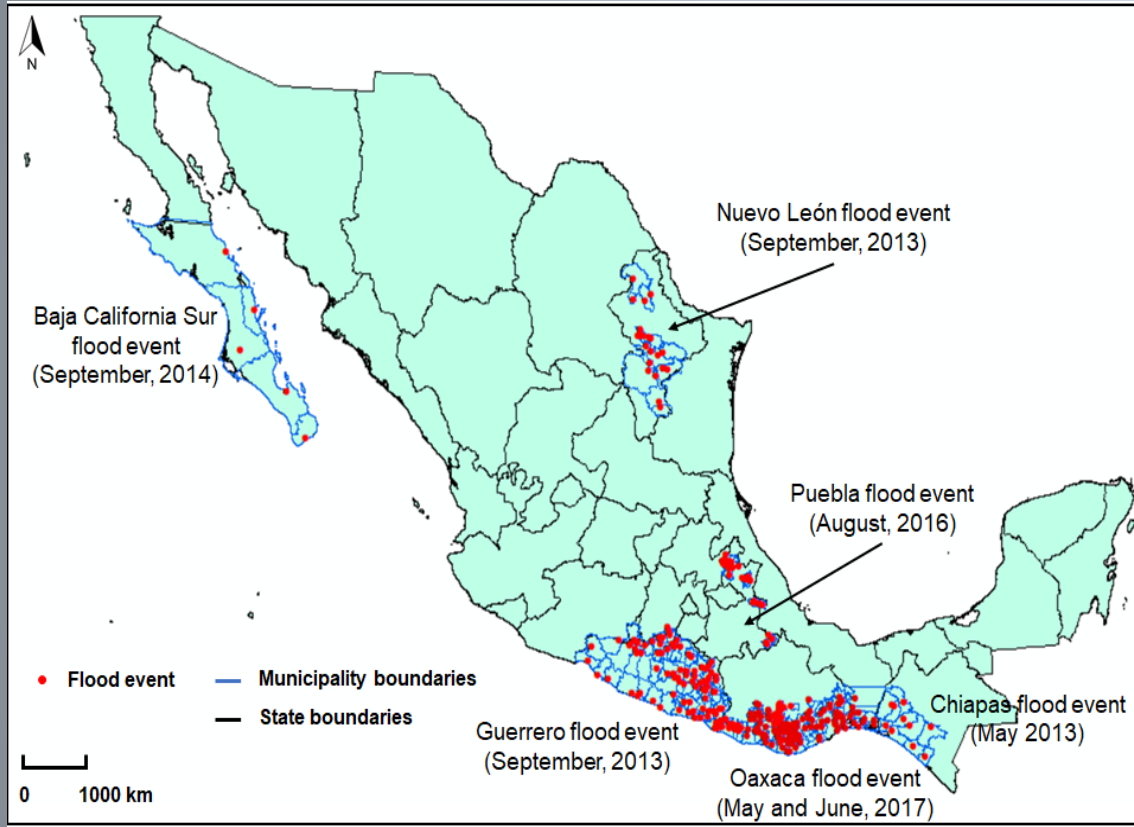 N
Nuevo León flood event
(September, 2013)
Baja California Sur
flood event
(September, 2014)
Puebla flood event
(August, 2016)
Flood event
Municipality boundaries
State boundaries
Chiapas flood event
(May 2013)
Guerrero flood event
(September, 2013)
Oaxaca flood event
(May and June, 2017)
0 1000 km